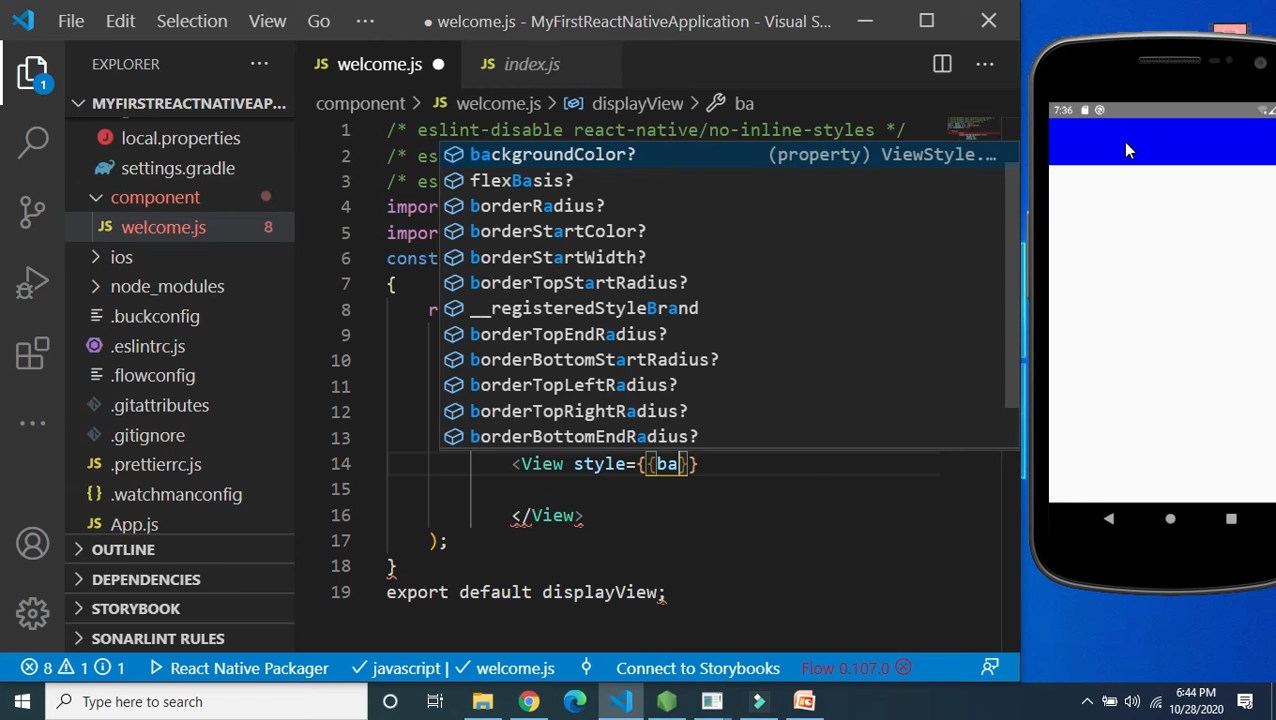 File Edit Selection View Go ··· ● welcome.js - MyFirstReactNativeApplication - Visual S...
EXPLORER ···
1
MYFIRSTREACTNATIVEAP...
local.properties
settings.gradle
component
JS welcome.js 8
ios
node_modules
.buckconfig
.eslintrc.js
.flowconfig
.gitattributes
.gitignore
.prettierrc.js
.watchmanconfig
JS App.js
OUTLINE
DEPENDENCIES
STORYBOOK
SONARLINT RULES
JS welcome.js ● JS index.js ···
component > JS welcome.js > displayView > ba
1 /* eslint-disable react-native/no-inline-styles */
2 /* es
3 /* es
4 impor
5 impor
6 const
7 {
8 r
9
10
11
12
13
14 <View style={{ba}}
15
16 </View>
17 );
18 }
19 export default displayView;
backgroundColor? (property) ViewStyle.…
flexBasis?
borderRadius?
borderStartColor?
borderStartWidth?
borderTopStartRadius?
__registeredStyleBrand
borderTopEndRadius?
borderBottomStartRadius?
borderTopLeftRadius?
borderTopRightRadius?
borderBottomEndRadius?
7:36
8 1 1 React Native Packager javascript | welcome.js Connect to Storybooks Flow 0.107.0
Type here to search
6:44 PM
10/28/2020